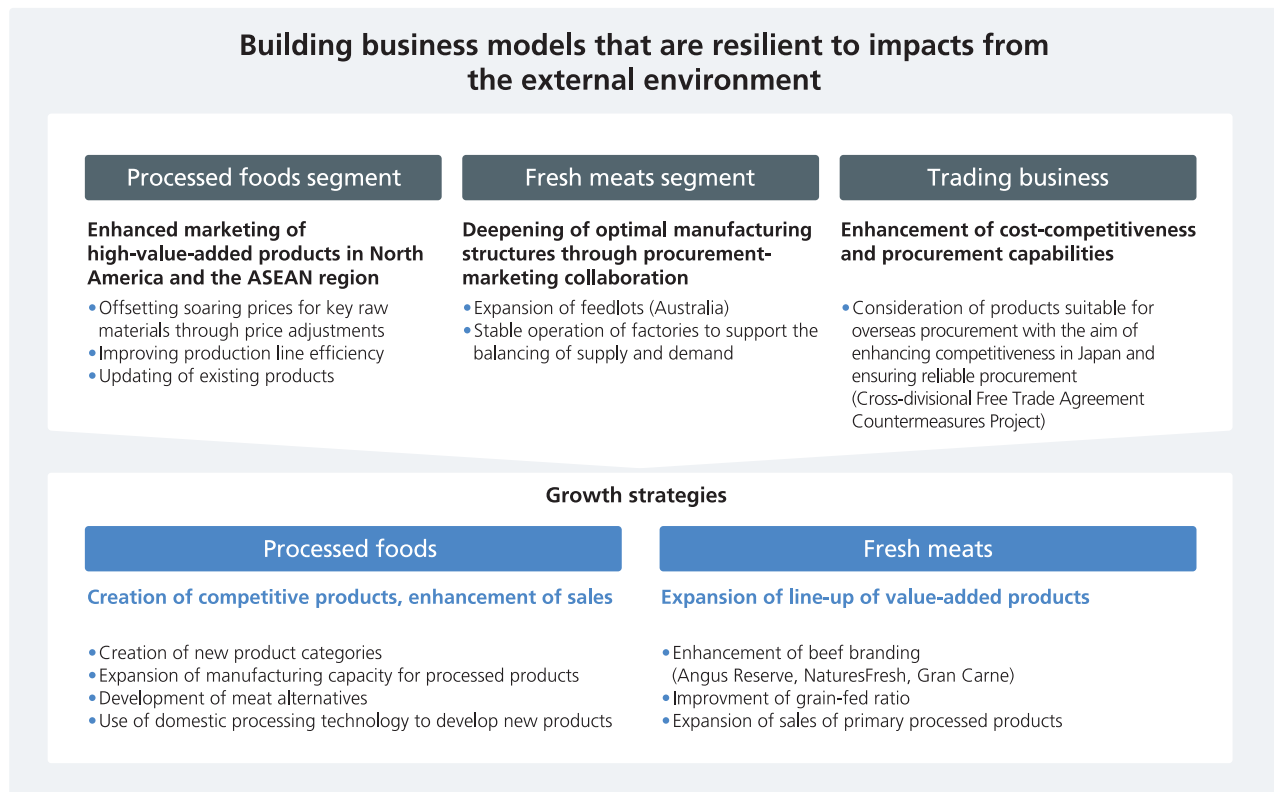 Building business models that are resilient to impacts from
the external environment
Processed foods segment
Enhanced marketing of
high-value-added products in North
America and the ASEAN region
•Offsetting soaring prices for key raw
materials through price adjustments
•Improving production line efficiency
•Updating of existing products
Fresh meats segment
Deepening of optimal manufacturing
structures through procurement-
marketing collaboration
•Expansion of feedlots (Australia)
•Stable operation of factories to support the
balancing of supply and demand
Trading business
Enhancement of cost-competitiveness
and procurement capabilities
•Consideration of products suitable for
overseas procurement with the aim of
enhancing competitiveness in Japan and
ensuring reliable procurement
(Cross-divisional Free Trade Agreement
Countermeasures Project)
Growth strategies
Processed foods
Creation of competitive products, enhancement of sales
•Creation of new product categories
•Expansion of manufacturing capacity for processed products
•Development of meat alternatives
•Use of domestic processing technology to develop new products
Fresh meats
Expansion of line-up of value-added products
•Enhancement of beef branding
(Angus Reserve, NaturesFresh, Gran Carne)
•Improvment of grain-fed ratio
•Expansion of sales of primary processed products